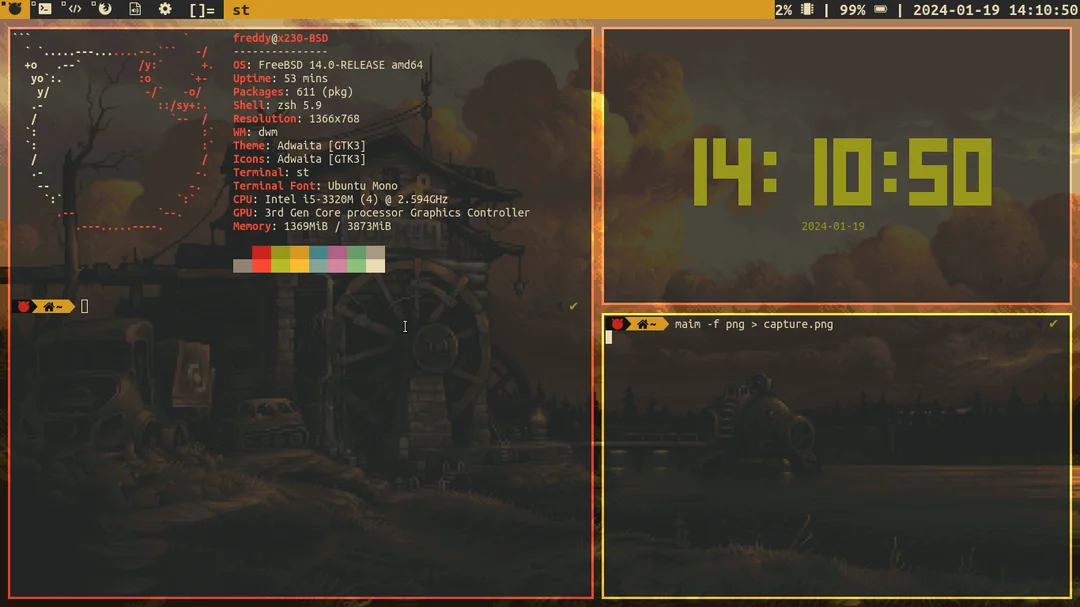 []= st 2% | 99% | 2024-01-19 14:10:50
freddy@x230-BSD
---------------
OS: FreeBSD 14.0-RELEASE amd64
Uptime: 53 mins
Packages: 611 (pkg)
Shell: zsh 5.9
Resolution: 1366x768
WM: dwm
Theme: Adwaita [GTK3]
Icons: Adwaita [GTK3]
Terminal: st
Terminal Font: Ubuntu Mono
CPU: Intel i5-3320M (4) @ 2.594GHz
GPU: 3rd Gen Core processor Graphics Controller
Memory: 1369MiB / 3873MiB
~
14:10:50
2024-01-19
~ maim -f png > capture.png